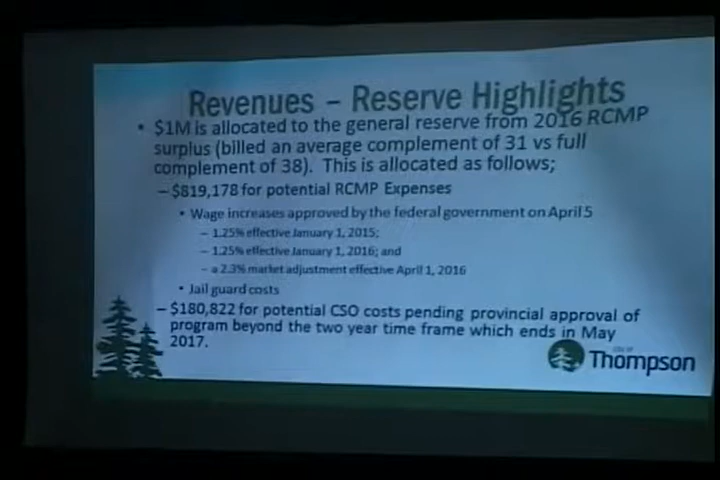 Revenues – Reserve Highlights
• $1M is allocated to the general reserve from 2016 RCMP
surplus (billed an average complement of 31 vs full
complement of 38). This is allocated as follows;
– $819,178 for potential RCMP Expenses
• Wage increases approved by the federal government on April 5
– 1.25% effective January 1, 2015;
– 1.25% effective January 1, 2016; and
– a 2.3% market adjustment effective April 1, 2016
• Jail guard costs
– $180,822 for potential CSO costs pending provincial approval of
program beyond the two year time frame which ends in May
2017.
CITY OF
Thompson